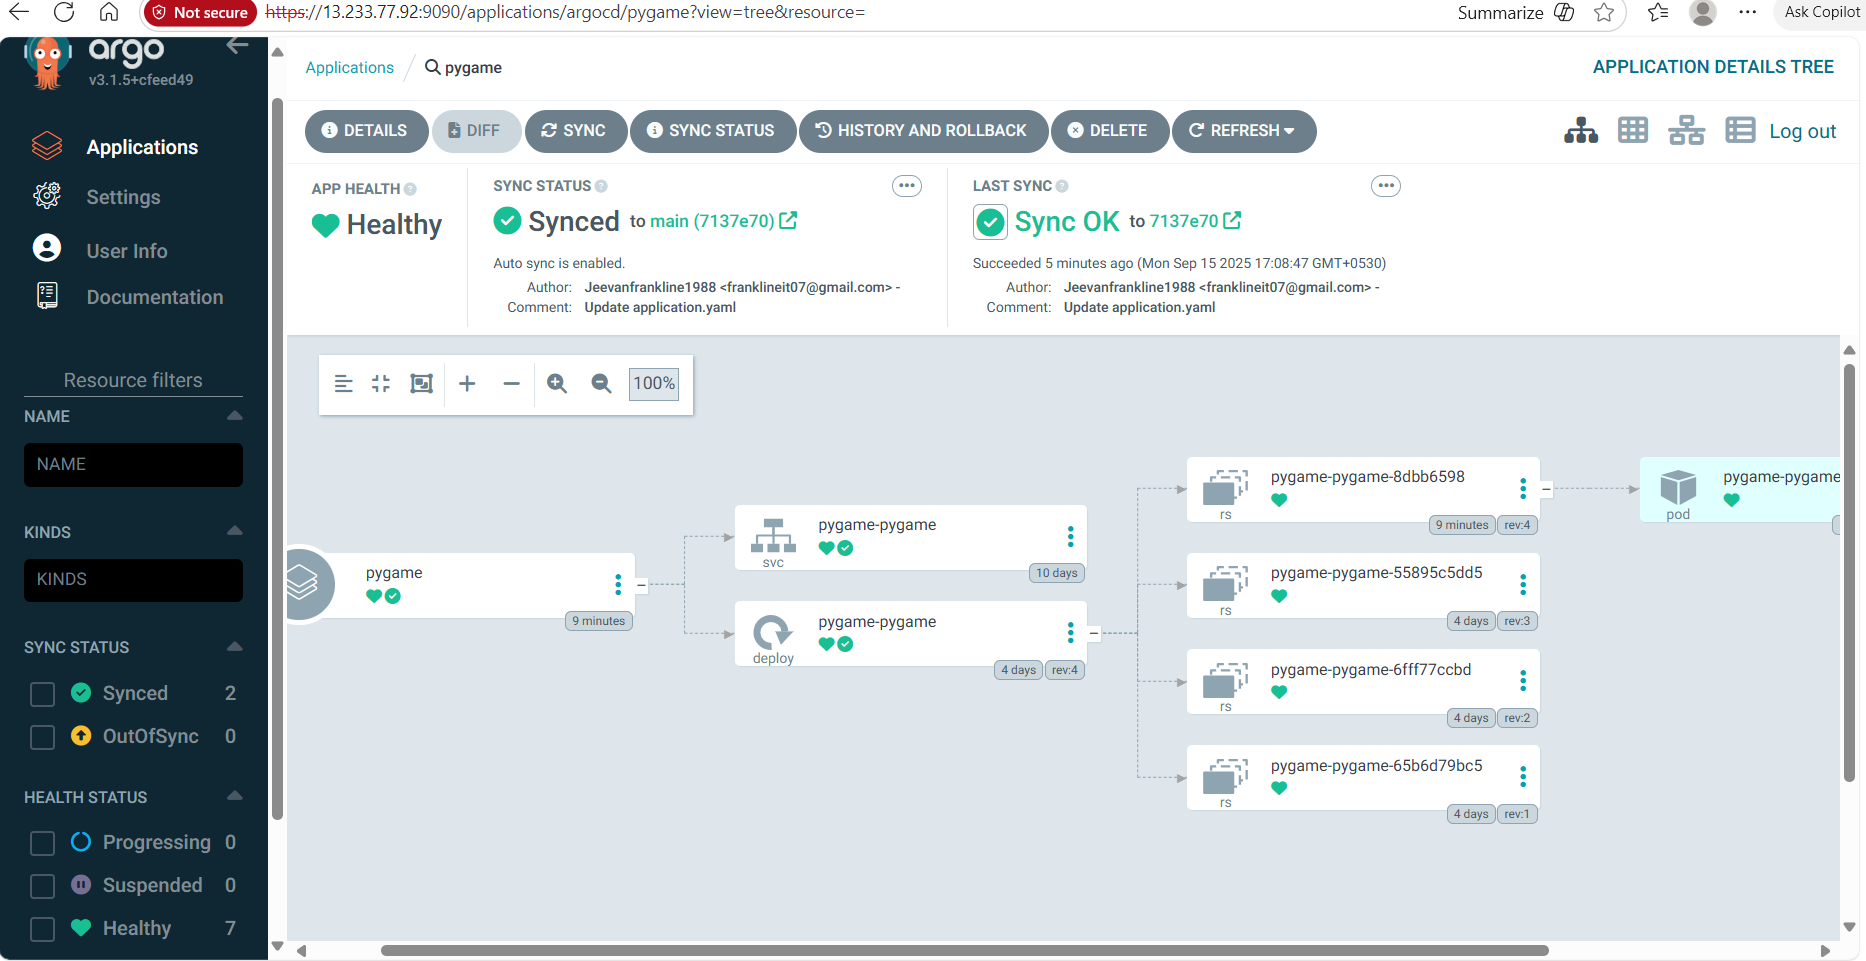 Not secure https://13.233.77.92:9090/applications/argocd/pygame?view=tree&resource= Summarize Ask Copilot
argo
v3.1.5+cfeed49
Applications
Settings
User Info
Documentation
Resource filters
NAME
NAME
KINDS
KINDS
SYNC STATUS
Synced 2
OutOfSync 0
HEALTH STATUS
Progressing 0
Suspended 0
Healthy 7
Applications / pygame APPLICATION DETAILS TREE
DETAILS DIFF SYNC SYNC STATUS HISTORY AND ROLLBACK DELETE REFRESH Log out
APP HEALTH
Healthy
SYNC STATUS
Synced to main (7137e70)
Auto sync is enabled.
Author: Jeevanfrankline1988 <franklineit07@gmail.com> -
Comment: Update application.yaml
LAST SYNC
Sync OK to 7137e70
Succeeded 5 minutes ago (Mon Sep 15 2025 17:08:47 GMT+0530)
Author: Jeevanfrankline1988 <franklineit07@gmail.com> -
Comment: Update application.yaml
100%
pygame
9 minutes
pygame-pygame
svc
10 days
pygame-pygame
deploy
4 days rev:4
pygame-pygame-8dbb6598
rs
9 minutes rev:4
pygame-pygame-55895c5dd5
rs
4 days rev:3
pygame-pygame-6fff77ccbd
rs
4 days rev:2
pygame-pygame-65b6d79bc5
rs
4 days rev:1
pygame-pygame
pod